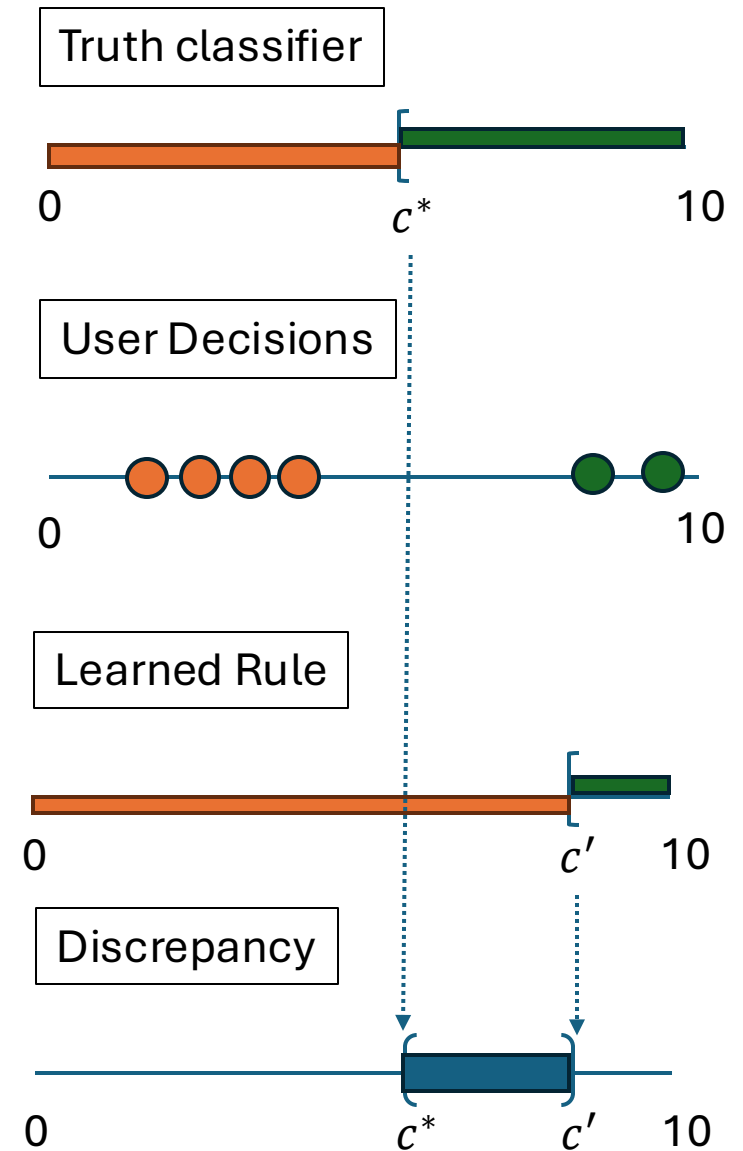 Truth classifier
0 10
c*
User Decisions
0 10
Learned Rule
0 c′ 10
Discrepancy
0 c* c′ 10